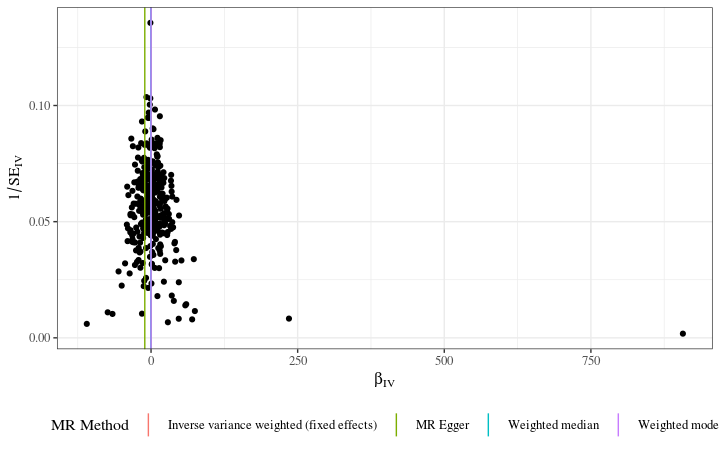 0.10
0.05
0.00
1/SE_IV
0
250
500
750
β_IV
MR Method Inverse variance weighted (fixed effects) MR Egger Weighted median Weighted mode